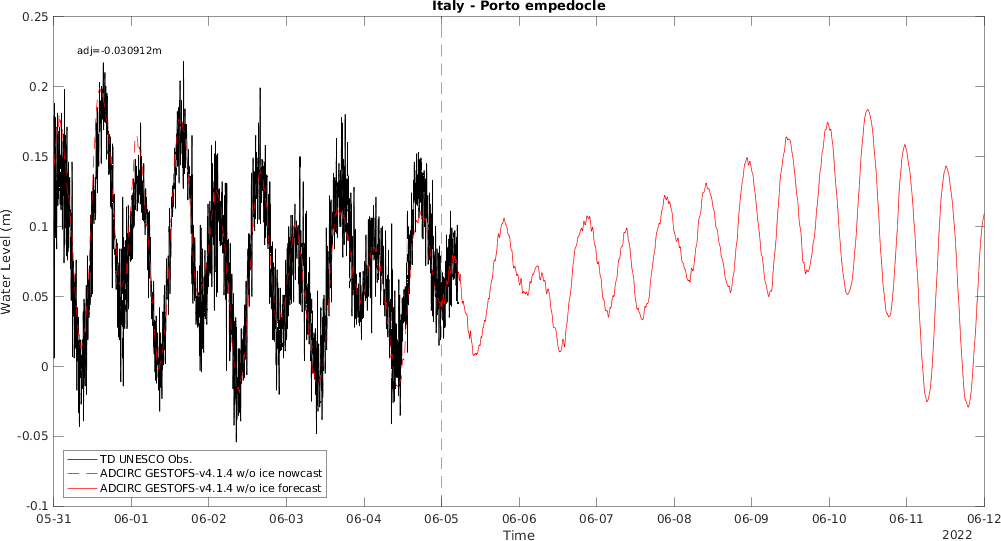 Italy - Porto empedocle
adj=-0.030912m
0.25
0.2
0.15
0.1
0.05
0
-0.05
-0.1
Water Level (m)
TD UNESCO Obs.
ADCIRC GESTOFS-v4.1.4 w/o ice nowcast
ADCIRC GESTOFS-v4.1.4 w/o ice forecast
05-31 06-01 06-02 06-03 06-04 06-05 06-06 06-07 06-08 06-09 06-10 06-11 06-12
Time
2022